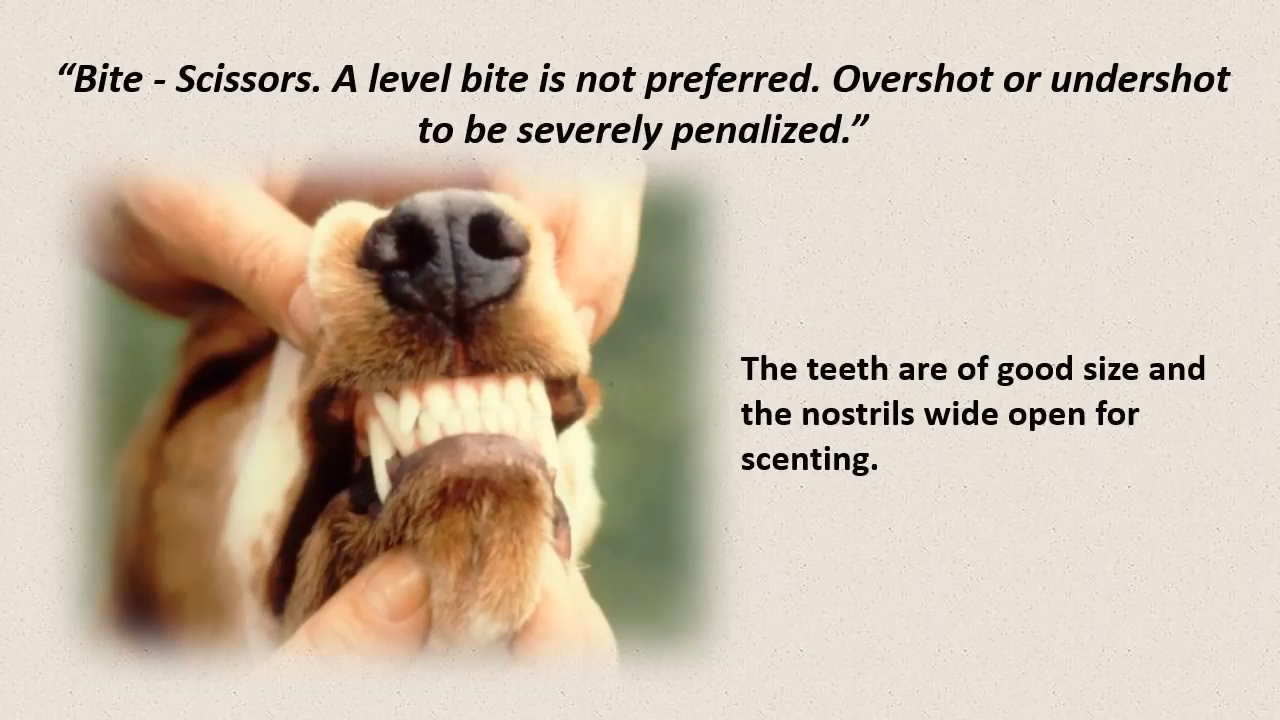 “Bite - Scissors. A level bite is not preferred. Overshot or undershot
to be severely penalized.”
The teeth are of good size and
the nostrils wide open for
scenting.